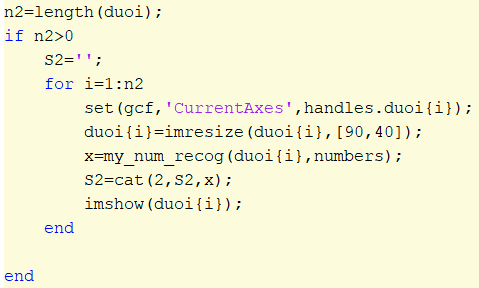 n2=length(duoi);
if n2>0
    S2='';
    for i=1:n2
        set(gcf,'CurrentAxes',handles.duoi{i});
        duoi{i}=imresize(duoi{i},[90,40]);
        x=my_num_recog(duoi{i},numbers);
        S2=cat(2,S2,x);
        imshow(duoi{i});
    end
end